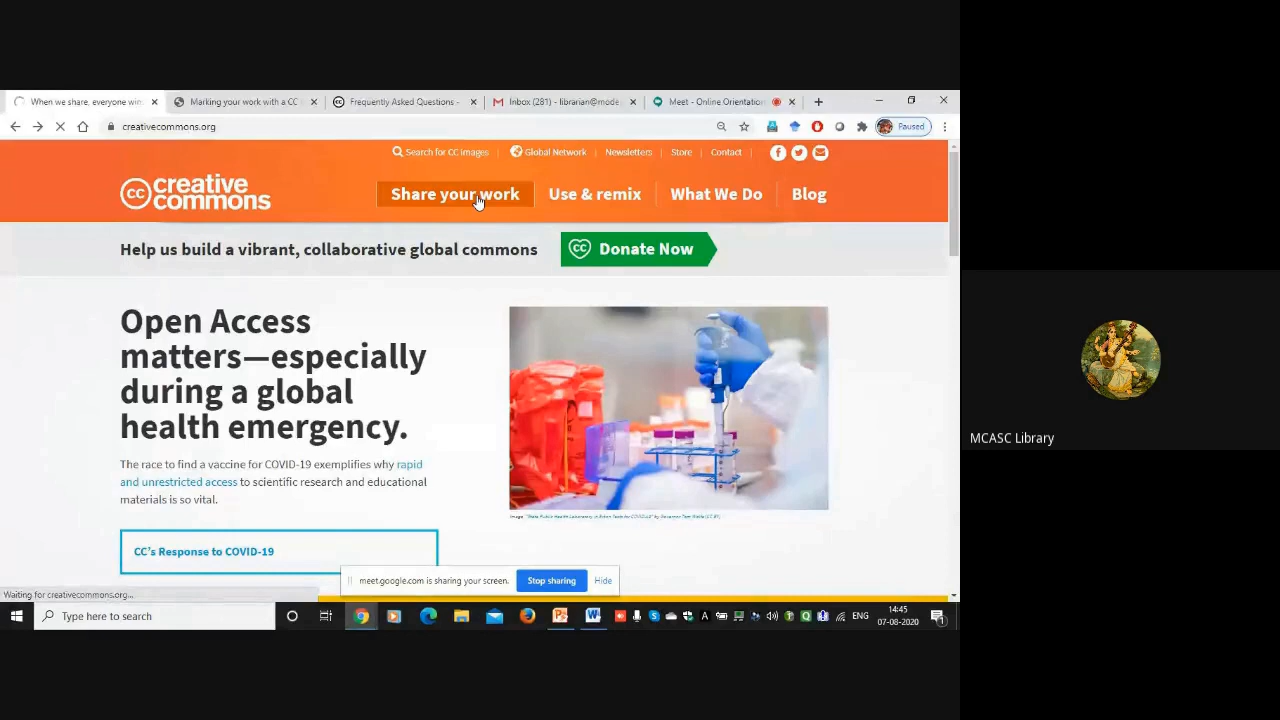 When we share, everyone win
Marking your work with a CC
Frequently Asked Questions -
Inbox (281) - librarian@mode
Meet - Online Orientation
creativecommons.org
Paused
Search for CC images
Global Network
Newsletters
Store
Contact
cc creative commons
Share your work
Use & remix
What We Do
Blog
Help us build a vibrant, collaborative global commons
Donate Now
Open Access
matters—especially
during a global
health emergency.
The race to find a vaccine for COVID-19 exemplifies why rapid
and unrestricted access to scientific research and educational
materials is so vital.
CC's Response to COVID-19
meet.google.com is sharing your screen.
Stop sharing
Hide
Waiting for creativecommons.org...
Type here to search
ENG
14:45
07-08-2020
MCASC Library